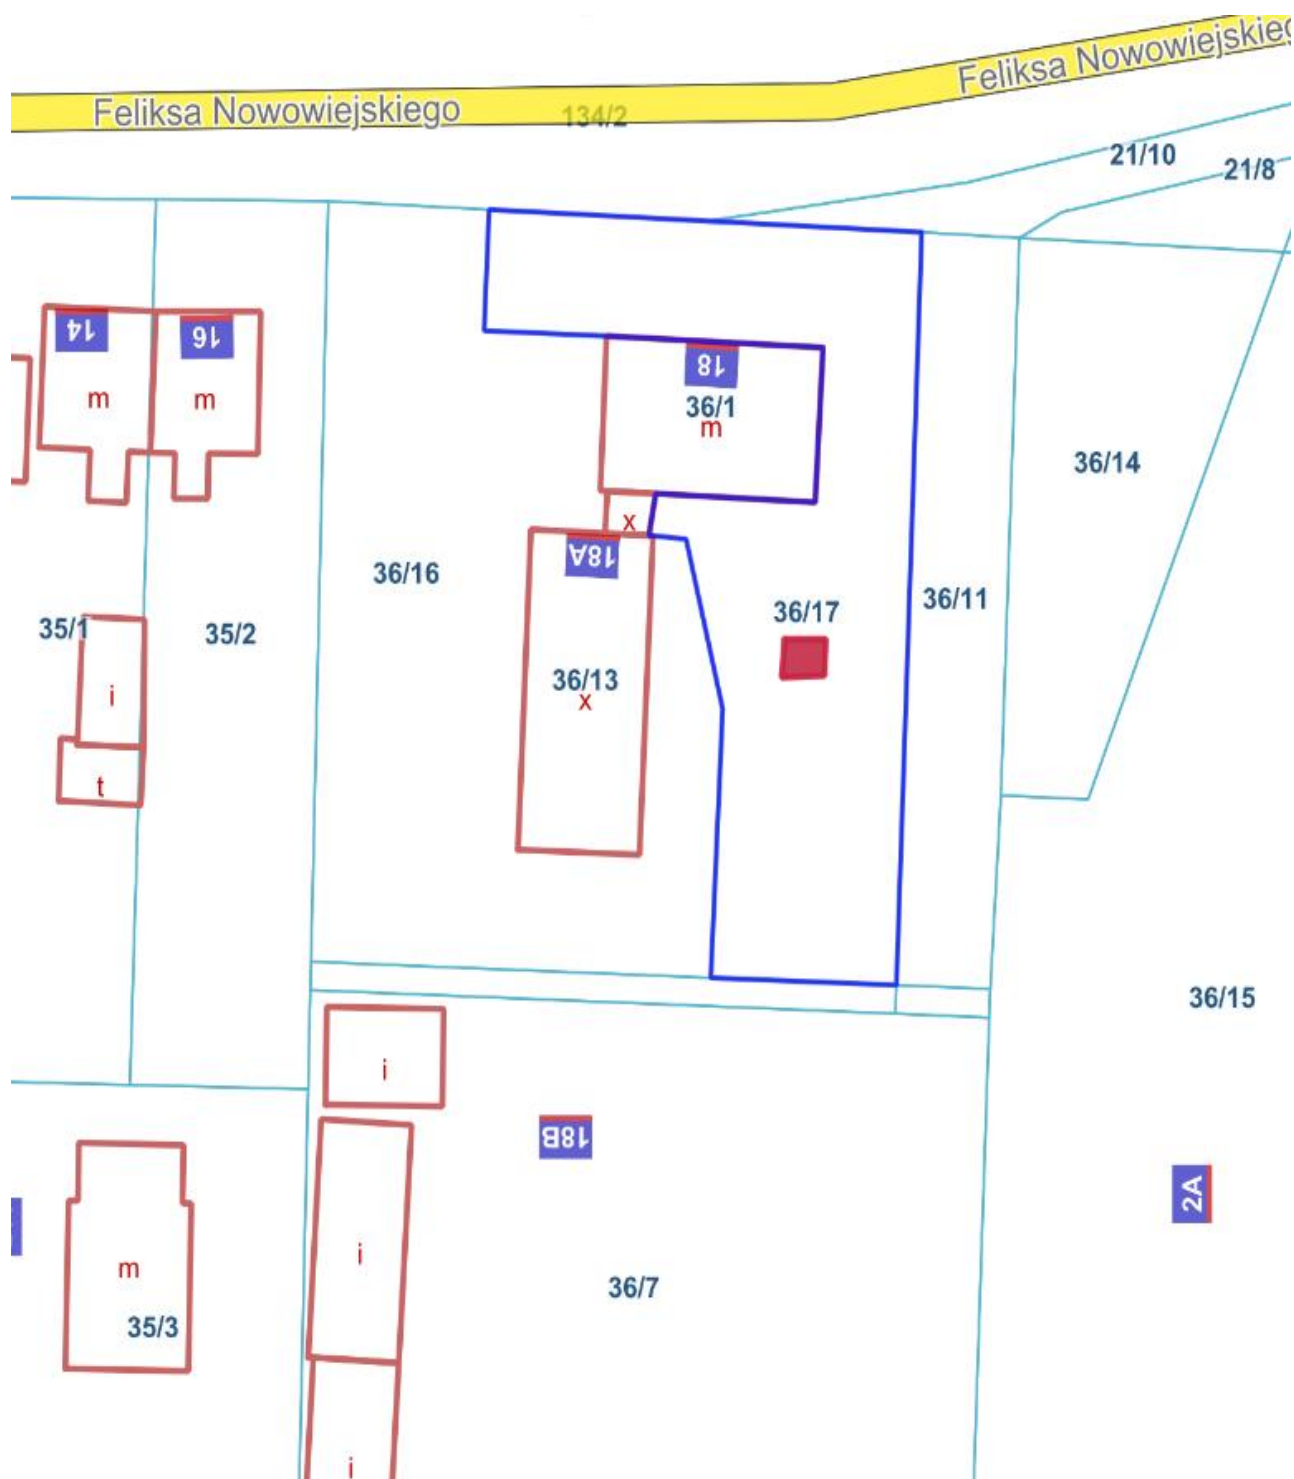 Feliksa Nowowiejskiego
Feliksa Nowowiejskieg
134/2
21/10
21/8
14
16
18
m
m
36/1
m
36/14
x
18A
36/16
36/11
36/17
35/1
35/2
36/13
x
i
t
36/15
i
18B
2A
i
m
36/7
35/3
i